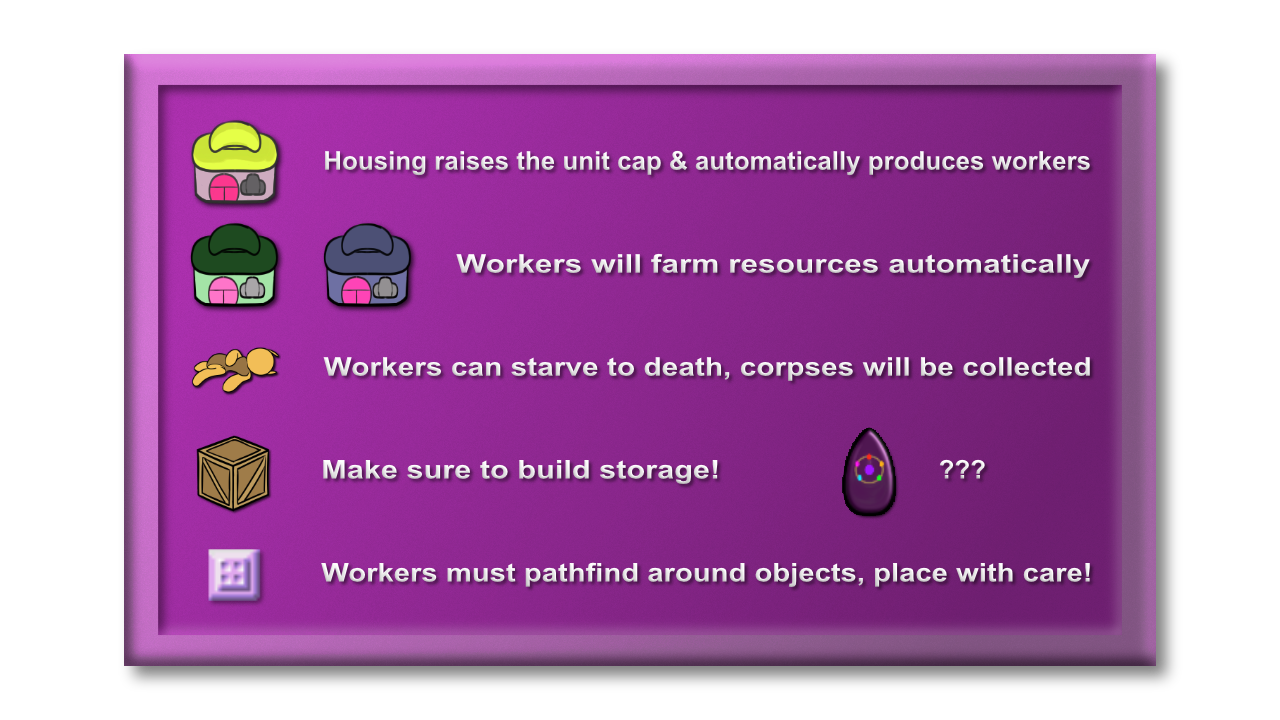 Housing raises the unit cap & automatically produces workers
Workers will farm resources automatically
Workers can starve to death, corpses will be collected
Make sure to build storage!
???
Workers must pathfind around objects, place with care!